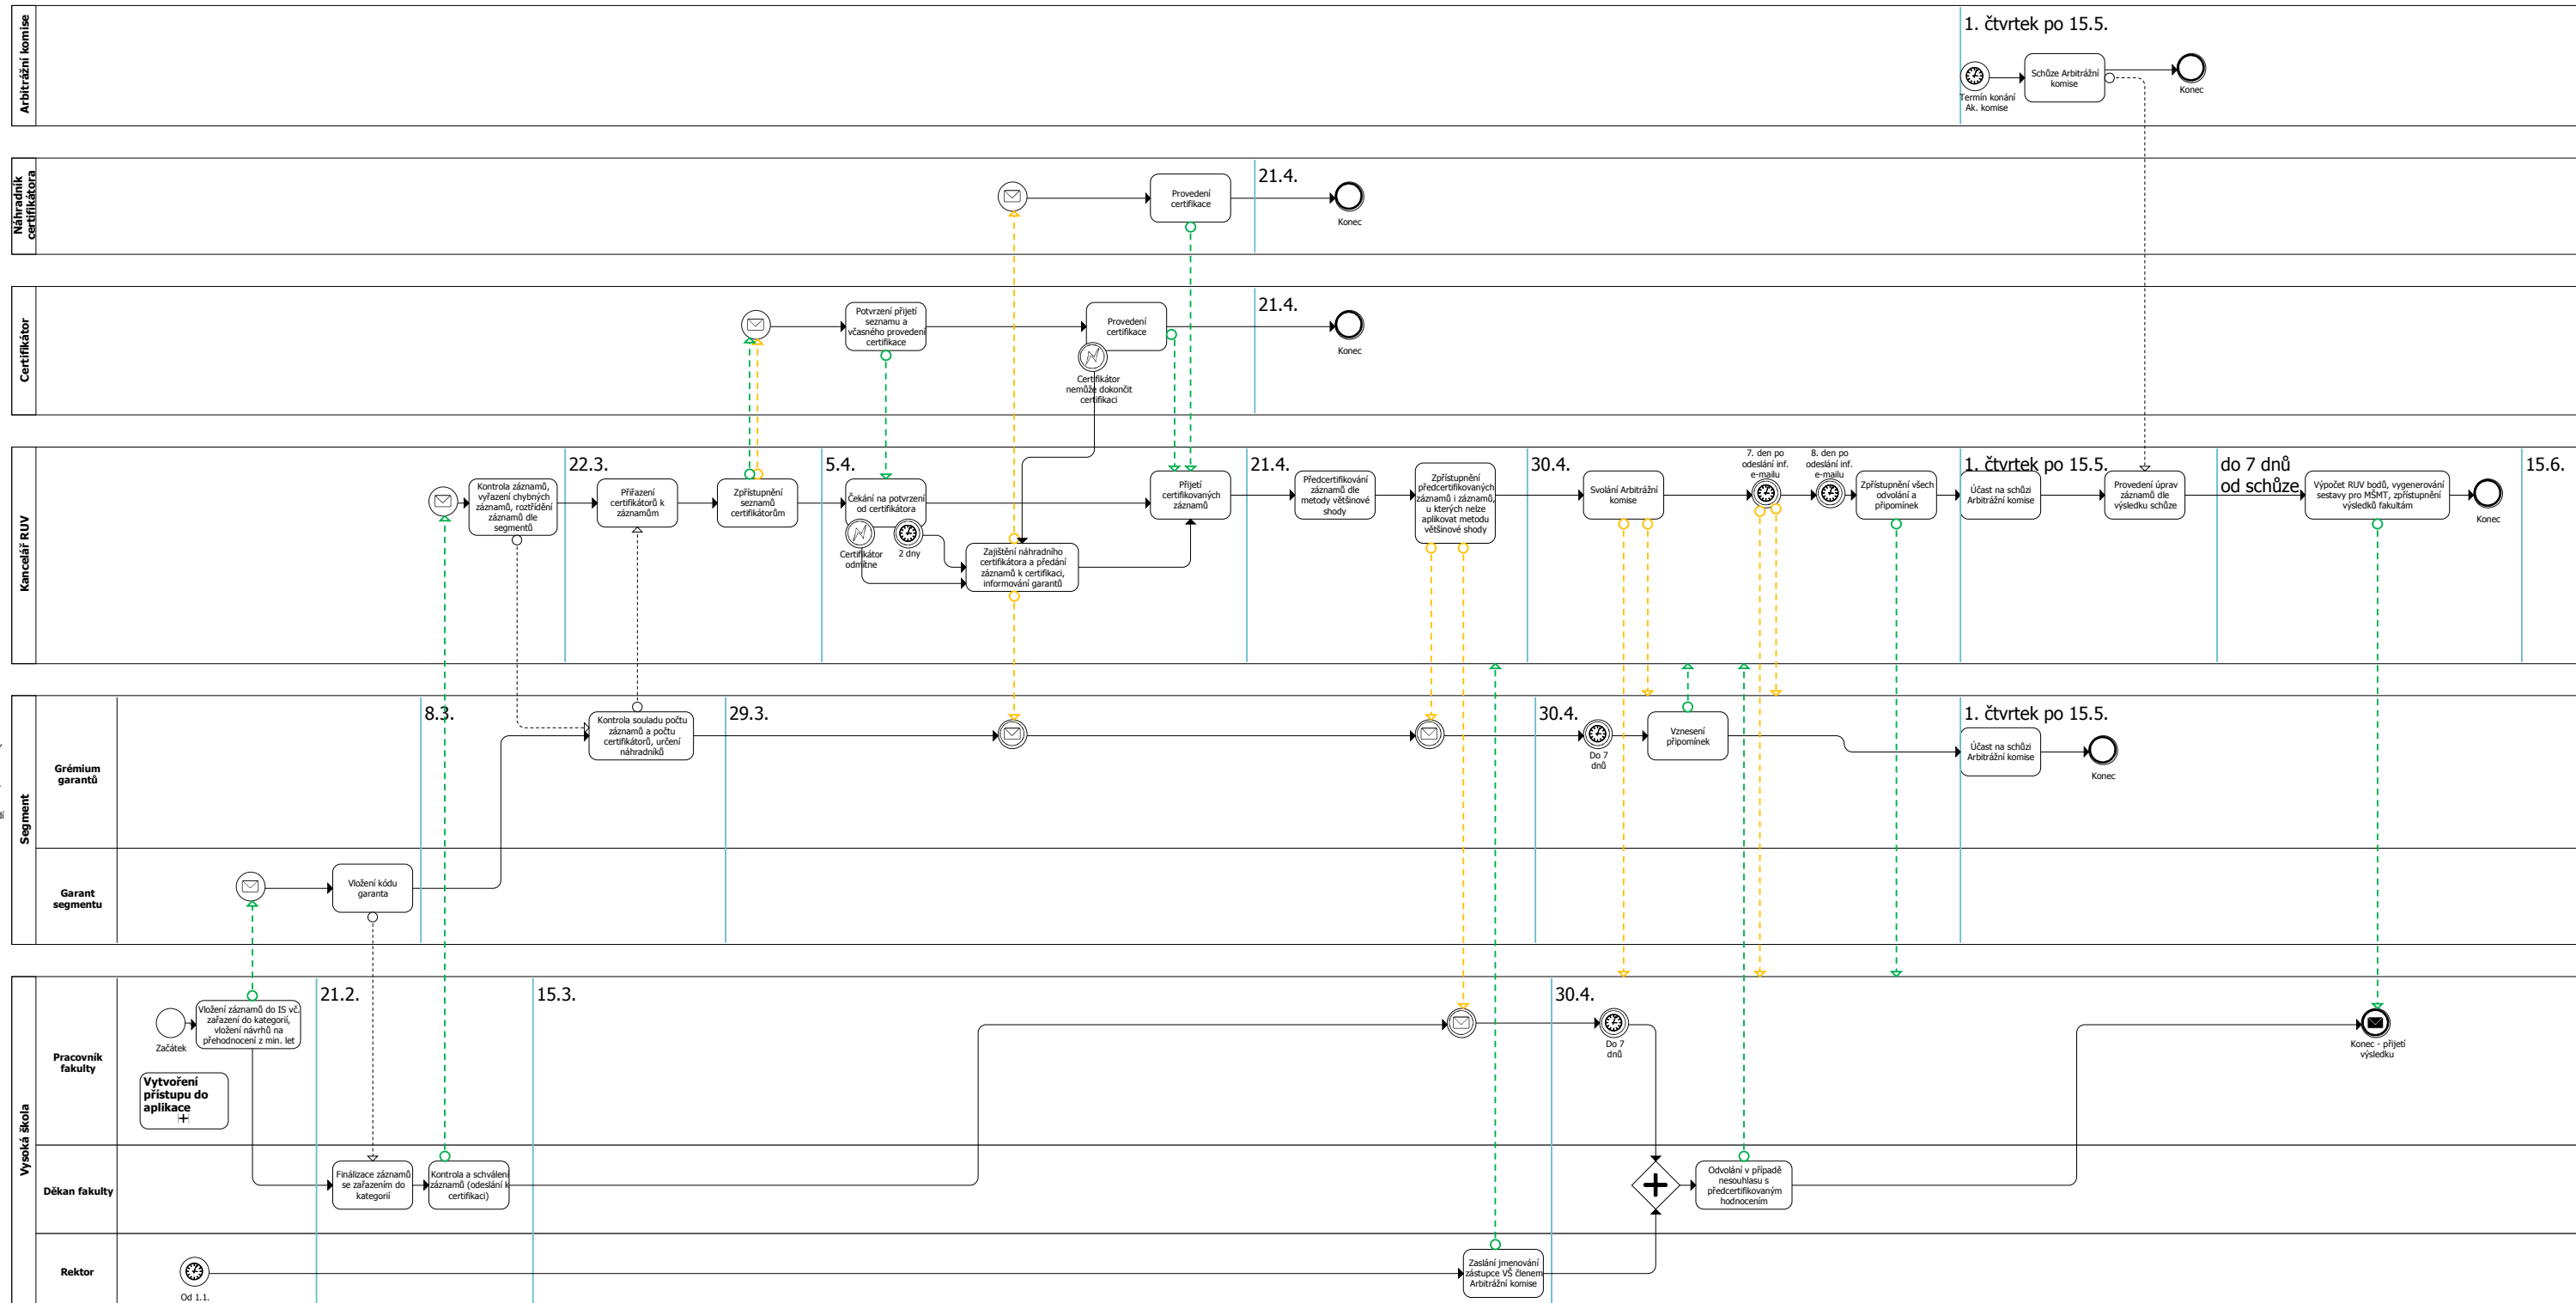 Arbitrážní komise
1. čtvrtek po 15.5.
Termín konání
Ak. komise
Schůze Arbitrážní
komise
Konec
Náhradník
certifikátora
Provedení
certifikace
21.4.
Konec
Certifikátor
Potvrzení přijetí
seznamu a
včasného provedení
certifikace
Provedení
certifikace
Certifikátor
nemůže dokončit
certifikaci
21.4.
Konec
Kancelář RUV
Kontrola záznamů,
vyřazení chybných
záznamů, roztřídění
záznamů dle
segmentů
22.3.
Přiřazení
certifikátorů k
záznamům
Zpřístupnění
seznamů
certifikátorům
5.4.
Čekání na potvrzení
od certifikátora
Certifikátor
odmítne
2 dny
Zajištění náhradního
certifikátora a předání
záznamů k certifikaci,
informování garantů
Přijetí
certifikovaných
záznamů
21.4.
Předcertifikování
záznamů dle
metody většinové
shody
Zpřístupnění
předcertifikovaných
záznamů i záznamů,
u kterých nelze
aplikovat metodu
většinové shody
30.4.
Svolání Arbitrážní
komise
7. den po
odeslání inf.
e-mailu
8. den po
odeslání inf.
e-mailu
Zpřístupnění všech
odvolání a
připomínek
1. čtvrtek po 15.5.
Účast na schůzi
Arbitrážní komise
Provedení úprav
záznamů dle
výsledku schůze
do 7 dnů
od schůze
Výpočet RUV bodů, vygenerování
sestavy pro MŠMT, zpřístupnění
výsledků fakultám
Konec
15.6.
Segment
Grémium
garantů
8.3.
Kontrola souladu počtu
záznamů a počtu
certifikátorů, určení
náhradníků
29.3.
30.4.
Do 7
dnů
Vznesení
připomínek
1. čtvrtek po 15.5.
Účast na schůzi
Arbitrážní komise
Konec
Garant
segmentu
Vložení kódu
garanta
Vysoká škola
Pracovník
fakulty
Začátek
Vložení záznamů do IS vč.
zařazení do kategorií,
vložení návrhů na
přehodnocení z min. let
Vytvoření
přístupu do
aplikace
21.2.
15.3.
30.4.
Do 7
dnů
Konec - přijetí
výsledku
Děkan fakulty
Finálizace záznamů
se zařazením do
kategorií
Kontrola a schválení
záznamů (odeslání k
certifikaci)
Odvolání v případě
nesouhlasu s
předcertifikovaným
hodnocením
Rektor
Od 1.1.
Zaslání jmenování
zástupce VŠ členem
Arbitrážní komise